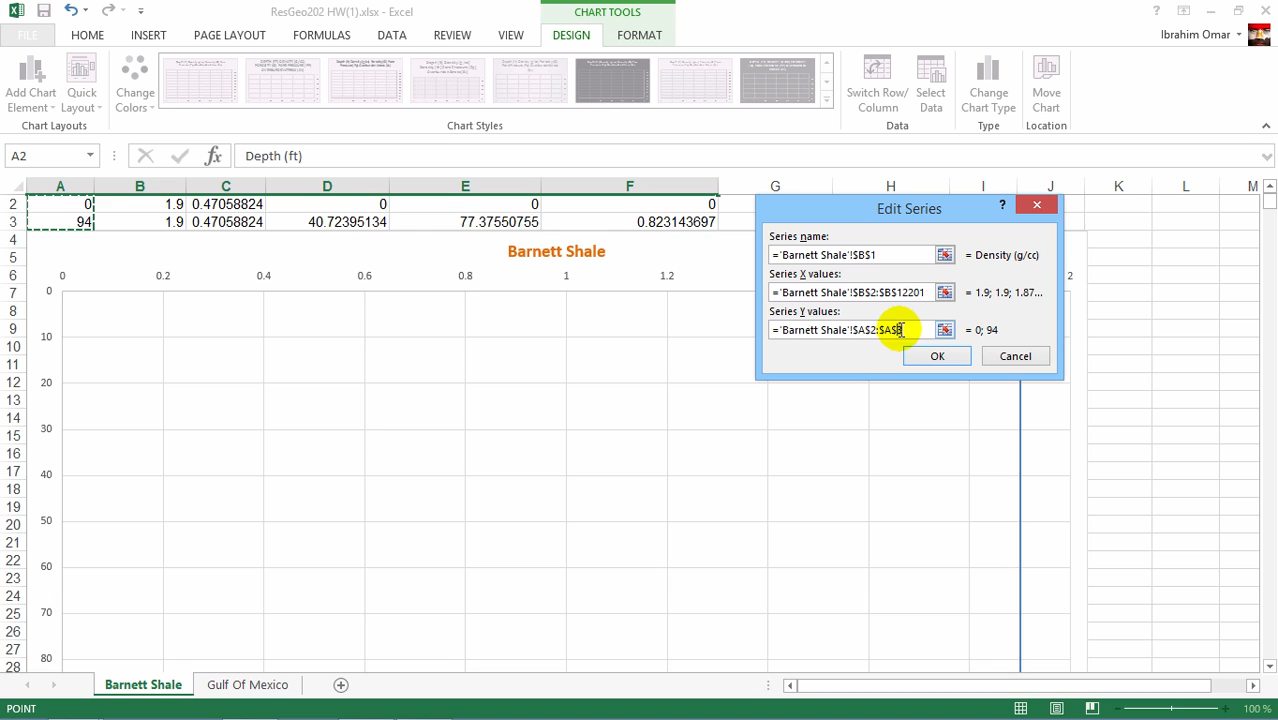 ResGeo202 HW(1).xlsx - Excel
CHART TOOLS
FILE HOME INSERT PAGE LAYOUT FORMULAS DATA REVIEW VIEW DESIGN FORMAT
Ibrahim Omar
Add Chart Element
Quick Layout
Change Colors
Switch Row/ Column
Select Data
Change Chart Type
Move Chart
Chart Layouts
Chart Styles
Data
Type
Location
A2
fx
Depth (ft)
A B C D E F G H I J K L M
2 0 1.9 0.47058824 0 0 0
3 94 1.9 0.47058824 40.72395134 77.37550755 0.823143697
4
5
6
7
8
9
10
11
12
13
14
15
16
17
18
19
20
21
22
23
24
25
26
27
28
Barnett Shale
0 0.2 0.4 0.6 0.8 1 1.2 2
0
10
20
30
40
50
60
70
80
Edit Series
?
Series name:
='Barnett Shale'!$B$1 = Density (g/cc)
Series X values:
='Barnett Shale'!$B$2:$B$12201 = 1.9; 1.9; 1.87...
Series Y values:
='Barnett Shale'!$A$2:$A$3 = 0; 94
OK Cancel
Barnett Shale Gulf Of Mexico
POINT
100 %